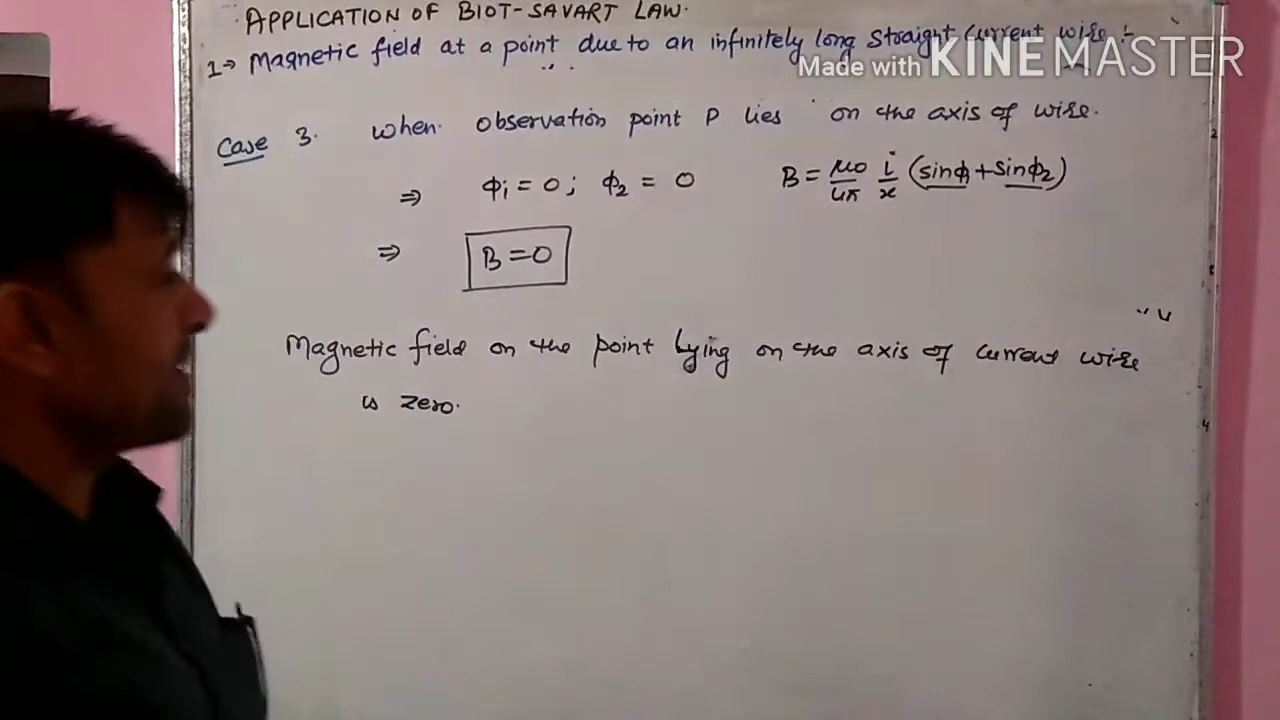 APPLICATION OF BIOT-SAVART LAW.
1→ Magnetic field at a point due to an infinitely long straight current wire :-
Made with KINEMASTER
Case 3. When observation point P lies on the axis of wire.
⇒ ϕ₁ = 0 ; ϕ₂ = 0 B = μ0/4π i/x (sinϕ1 + sinϕ2)
⇒ B = 0
Magnetic field on the point lying on the axis of current wire
is zero.